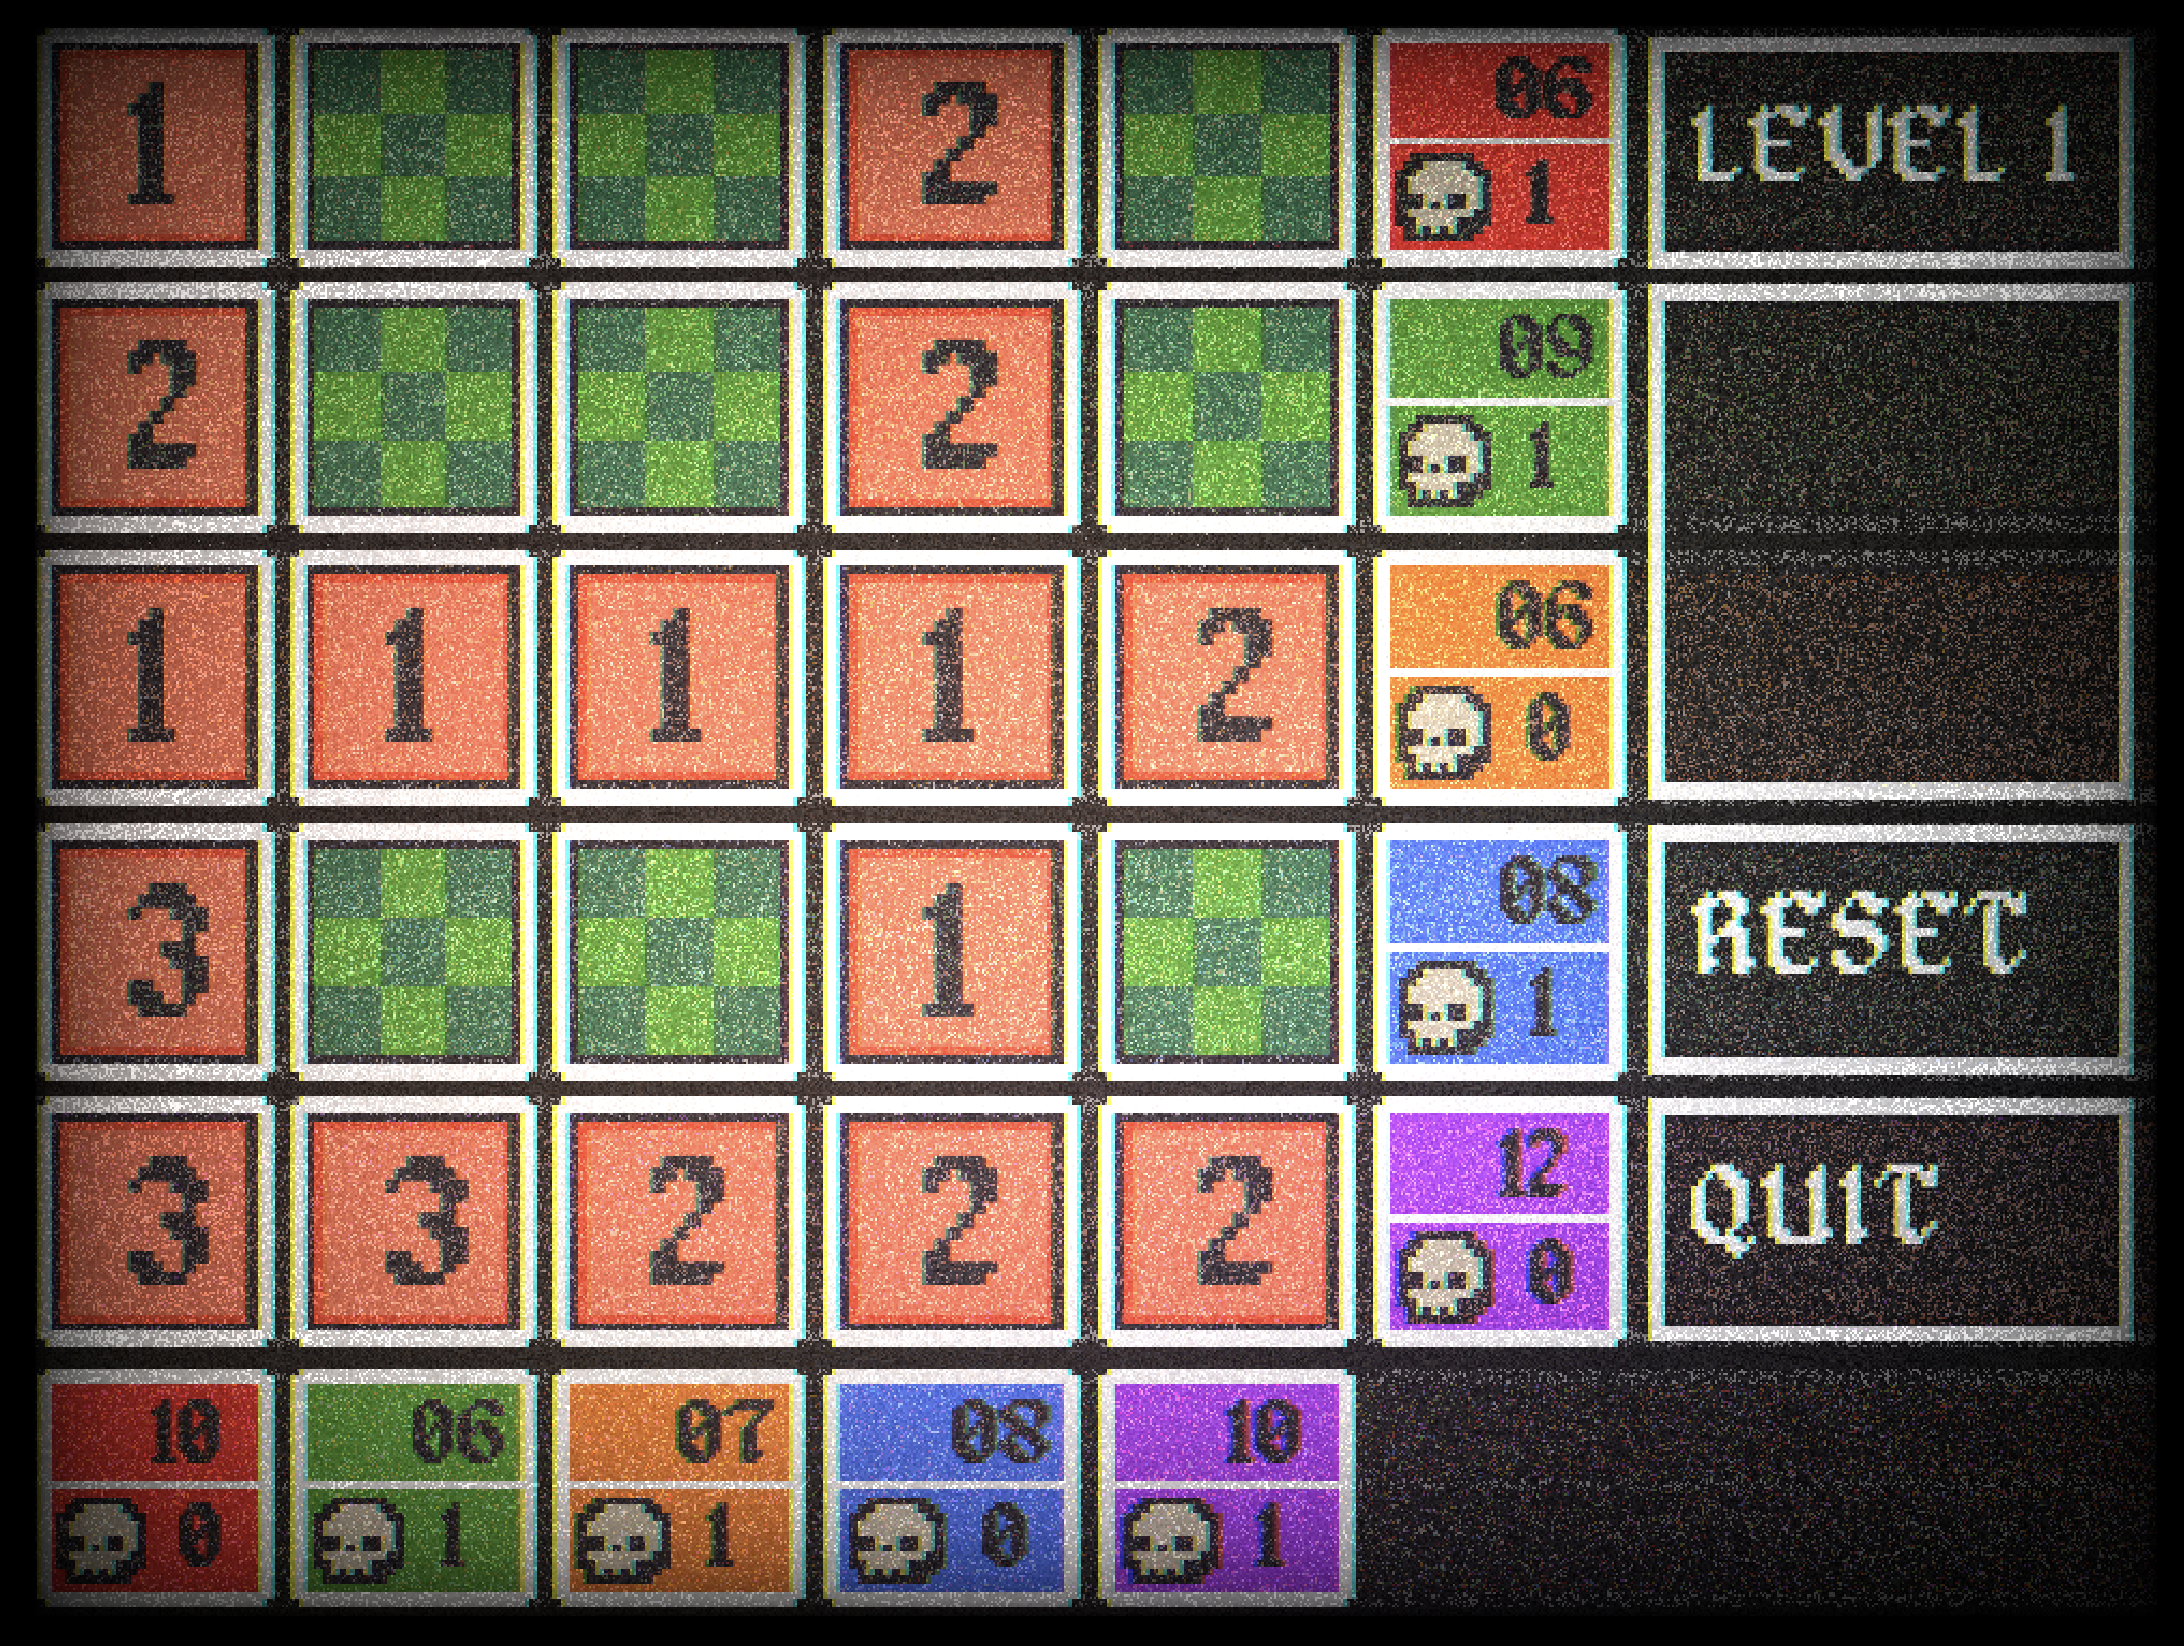 1 2 06
1 LEVEL 1
2 2 09
1
1 1 1 1 2 06
0
3 1 08
1 RESET
3 3 2 2 2 12
0 QUIT
10 06 07 08 10
0 1 1 0 1